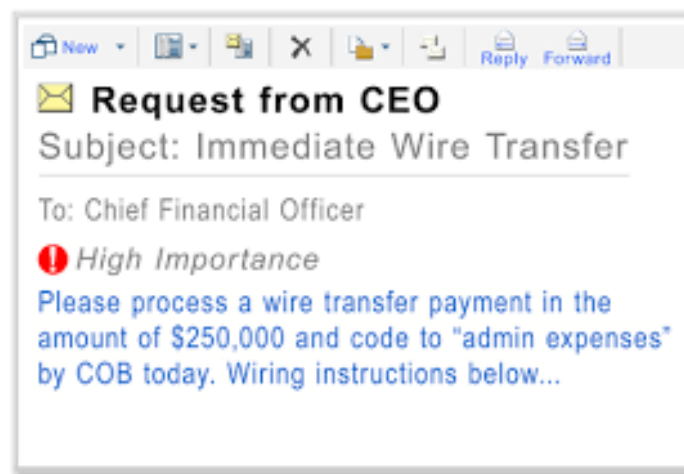 New Reply Forward
Request from CEO
Subject: Immediate Wire Transfer
To: Chief Financial Officer
High Importance
Please process a wire transfer payment in the
amount of $250,000 and code to “admin expenses”
by COB today. Wiring instructions below...